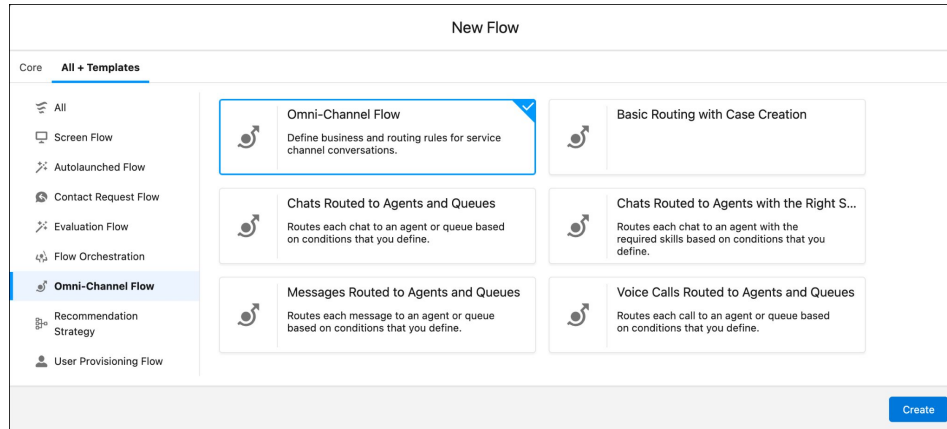 New Flow
Core
All + Templates
All
Screen Flow
Autolaunched Flow
Contact Request Flow
Evaluation Flow
Flow Orchestration
Omni-Channel Flow
Recommendation
Strategy
User Provisioning Flow
Omni-Channel Flow
Define business and routing rules for service
channel conversations.
Basic Routing with Case Creation
Chats Routed to Agents and Queues
Routes each chat to an agent or queue based
on conditions that you define.
Chats Routed to Agents with the Right S...
Routes each chat to an agent with the
required skills based on conditions that you
define.
Messages Routed to Agents and Queues
Routes each message to an agent or queue
based on conditions that you define.
Voice Calls Routed to Agents and Queues
Routes each call to an agent or queue based
on conditions that you define.
Create